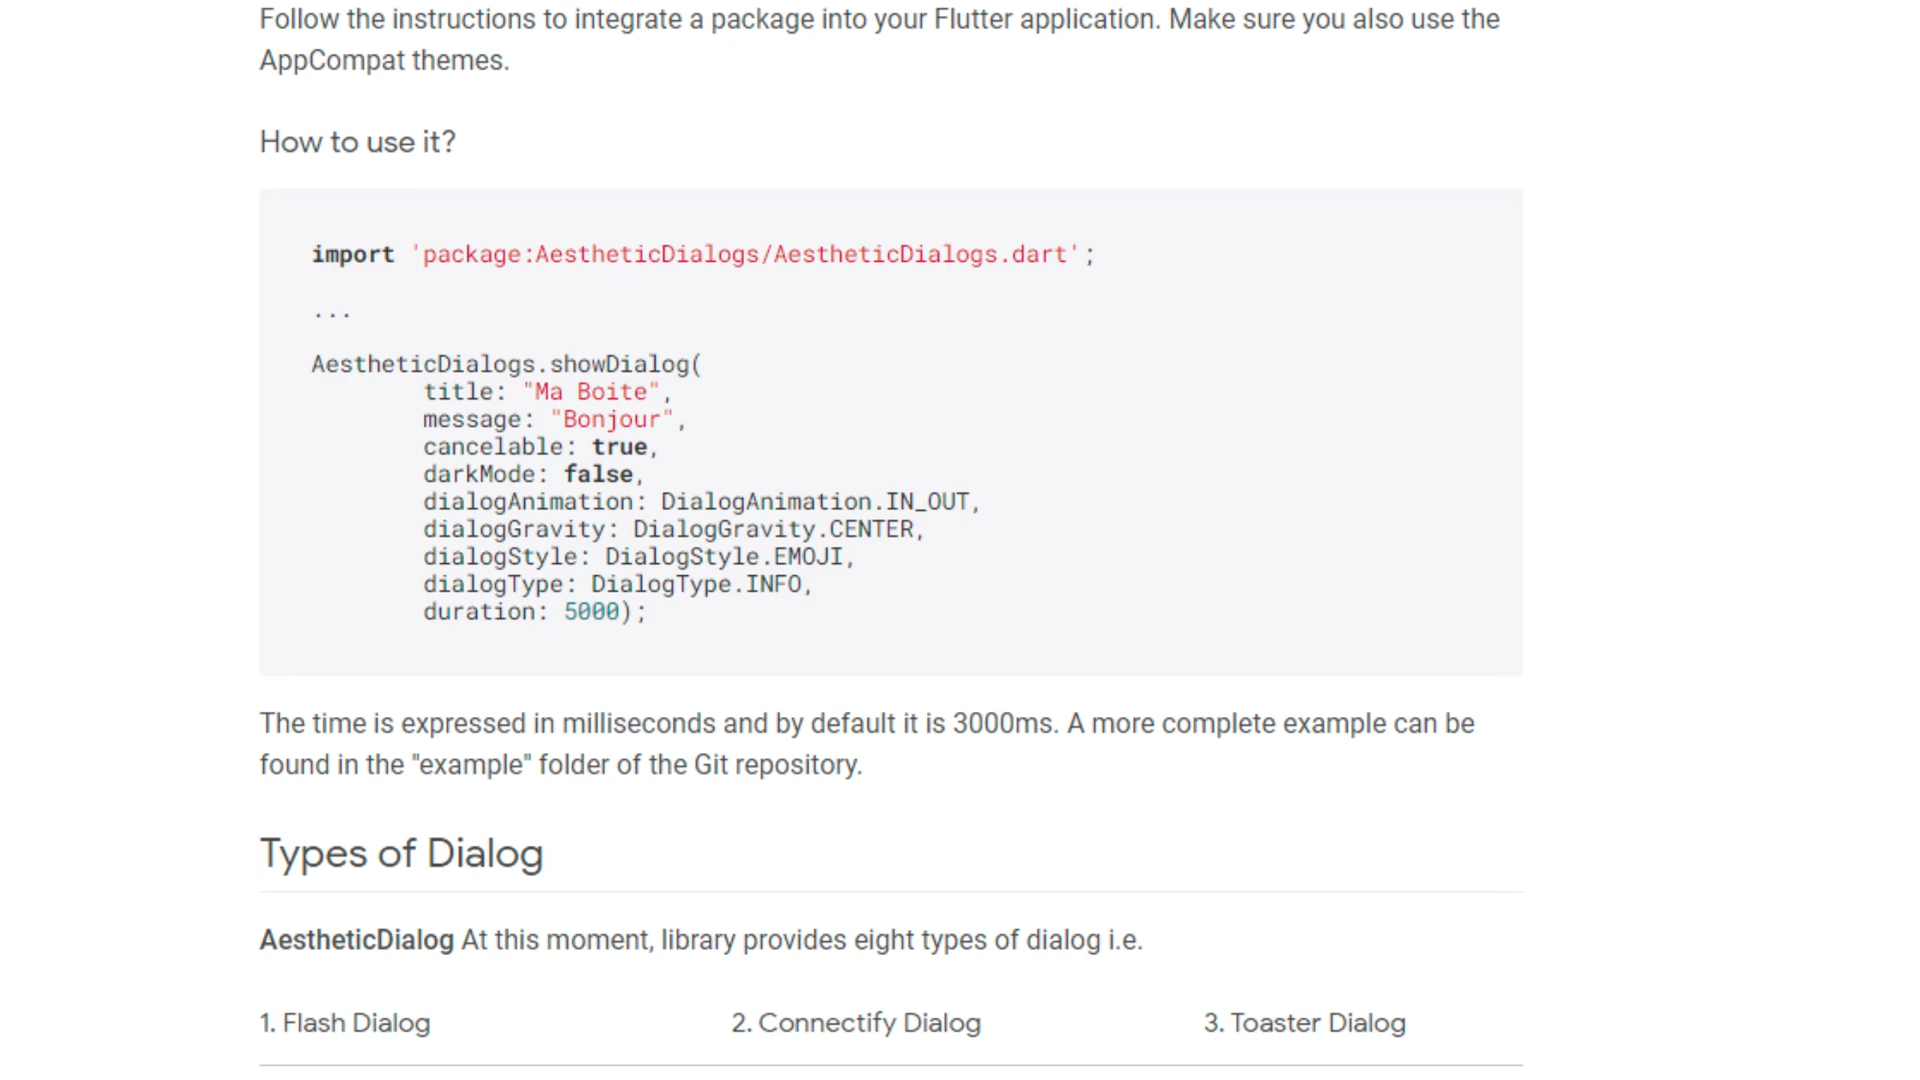 Follow the instructions to integrate a package into your Flutter application. Make sure you also use the
AppCompat themes.
How to use it?
import 'package:AestheticDialogs/AestheticDialogs.dart';
...
AestheticDialogs.showDialog(
title: "Ma Boite",
message: "Bonjour",
cancelable: true,
darkMode: false,
dialogAnimation: DialogAnimation.IN_OUT,
dialogGravity: DialogGravity.CENTER,
dialogStyle: DialogStyle.EMOJI,
dialogType: DialogType.INFO,
duration: 5000);
The time is expressed in milliseconds and by default it is 3000ms. A more complete example can be
found in the "example" folder of the Git repository.
Types of Dialog
AestheticDialog At this moment, library provides eight types of dialog i.e.
1. Flash Dialog 2. Connectify Dialog 3. Toaster Dialog